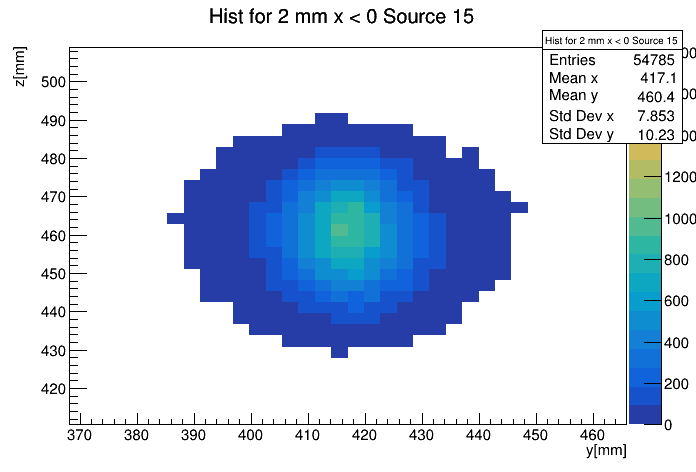 Hist for 2 mm x < 0 Source 15
z[mm]
Hist for 2 mm x < 0 Source 15
Entries 54785
Mean x 417.1
Mean y 460.4
Std Dev x 7.853
Std Dev y 10.23
500
490
480
470
460
450
440
430
420
1200
1000
800
600
400
200
0
370 380 390 400 410 420 430 440 450 460
y[mm]